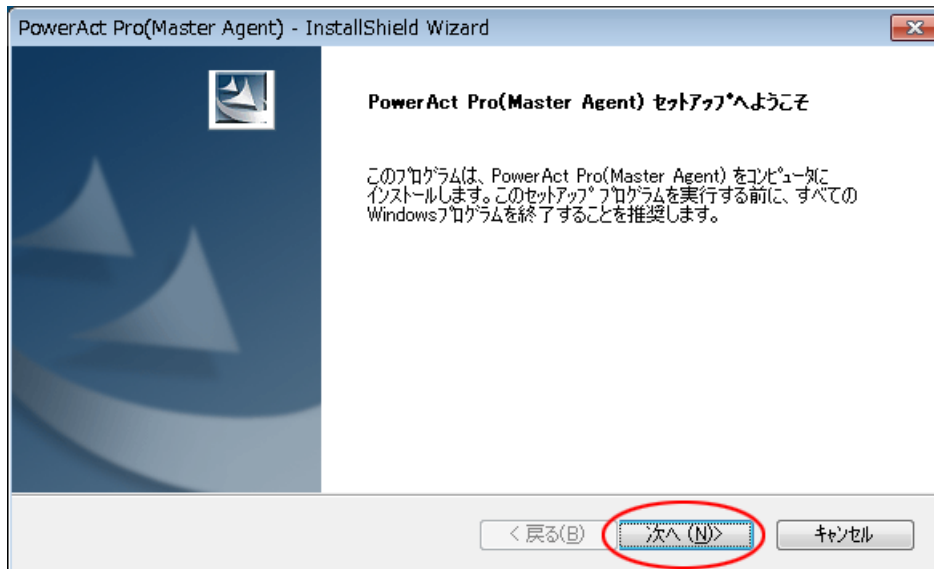 PowerAct Pro(Master Agent) - InstallShield Wizard
PowerAct Pro(Master Agent) セットアップへようこそ
このプログラムは、PowerAct Pro(Master Agent) をコンピュータに
インストールします。このセットアップ プログラムを実行する前に、すべての
Windowsプログラムを終了することを推奨します。
< 戻る(B)
次へ (N)>
キャンセル